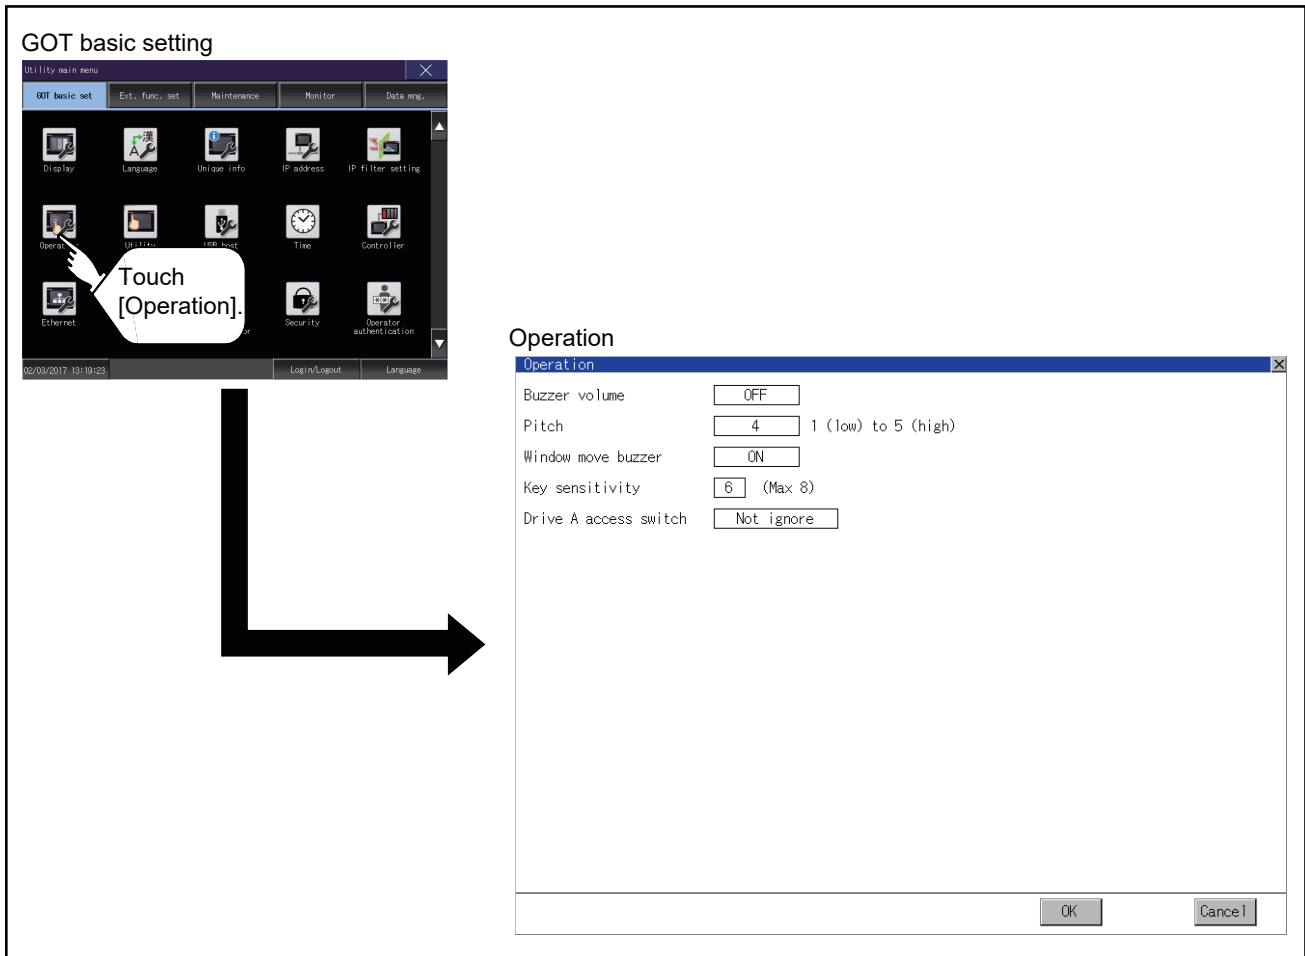 GOT basic setting
Utility main menu
GOT basic set Ext. func. set Maintenance Monitor Data mng.
Display Language Unique info IP address IP filter setting
Utility USB host Time Controller
Touch
[Operation].
Ethernet Security Operator
authentication
02/03/2017 13:19:23 Login/Logout Language
Operation
Operation
Buzzer volume OFF
Pitch 4 1 (low) to 5 (high)
Window move buzzer ON
Key sensitivity 6 (Max 8)
Drive A access switch Not ignore
OK Cancel